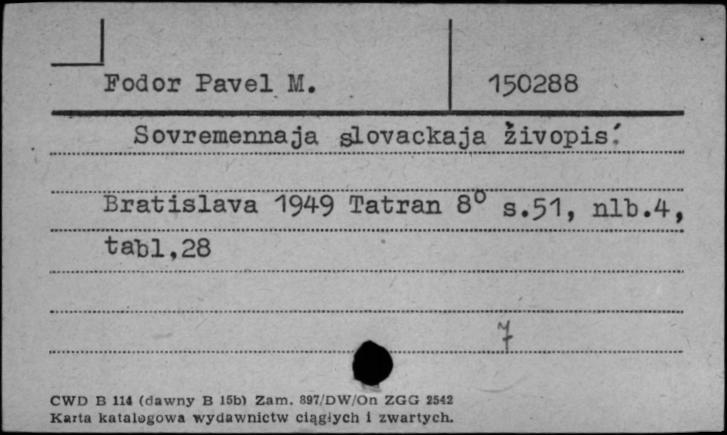 Fodor Pavel M. 150288
Sovremennaja slovackaja živopis´.
Bratislava 1949 Tatran 8° s.51, nlb.4,
tabl,28
7
CWD B 114 (dawny B 15b) Zam. 897/DW/On ZGG 2542
Karta katalogowa wydawnictw ciągłych i zwartych.